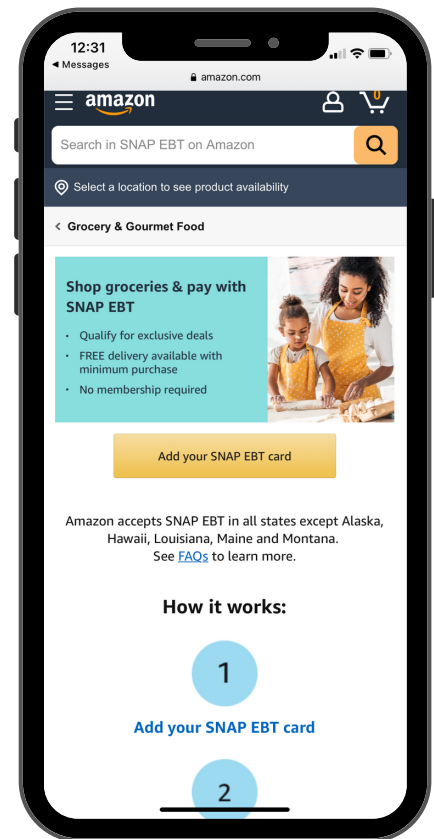 12:31
Messages
amazon.com
amazon
0
Search in SNAP EBT on Amazon
Select a location to see product availability
Grocery & Gourmet Food
Shop groceries & pay with
SNAP EBT
• Qualify for exclusive deals
• FREE delivery available with
minimum purchase
• No membership required
Add your SNAP EBT card
Amazon accepts SNAP EBT in all states except Alaska,
Hawaii, Louisiana, Maine and Montana.
See FAQs to learn more.
How it works:
1
Add your SNAP EBT card
2